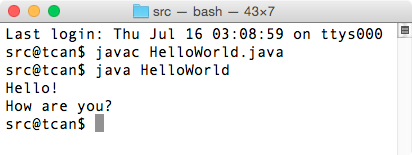 src — bash — 43×7
Last login: Thu Jul 16 03:08:59 on ttys000
src@tcan$ javac HelloWorld.java
src@tcan$ java HelloWorld
Hello!
How are you?
src@tcan$